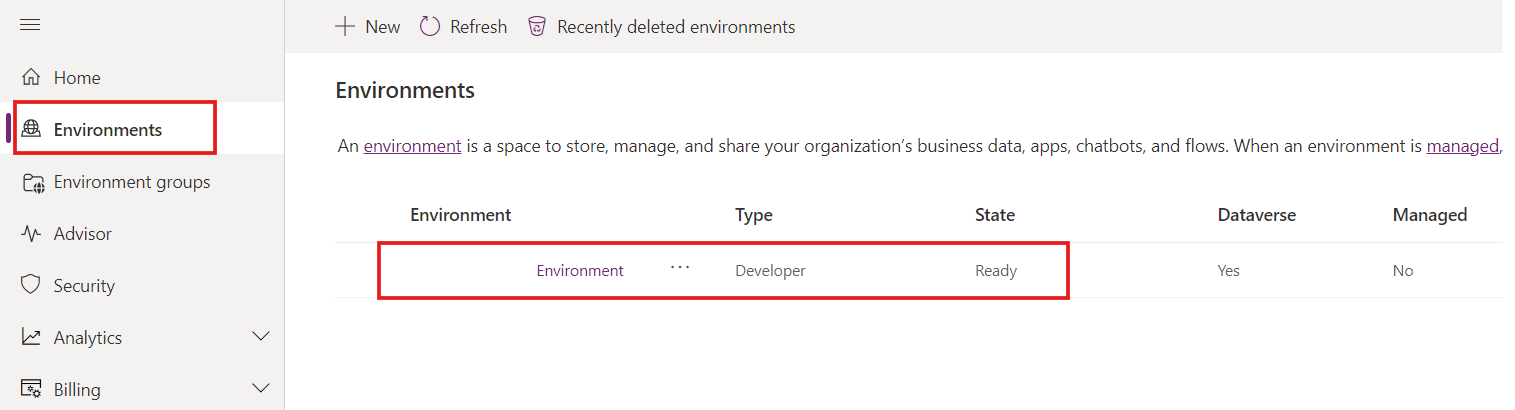 New Refresh Recently deleted environments
Home
Environments
Environment groups
Advisor
Security
Analytics
Billing
Environments
An environment is a space to store, manage, and share your organization’s business data, apps, chatbots, and flows. When an environment is managed,
Environment Type State Dataverse Managed
Environment ··· Developer Ready Yes No